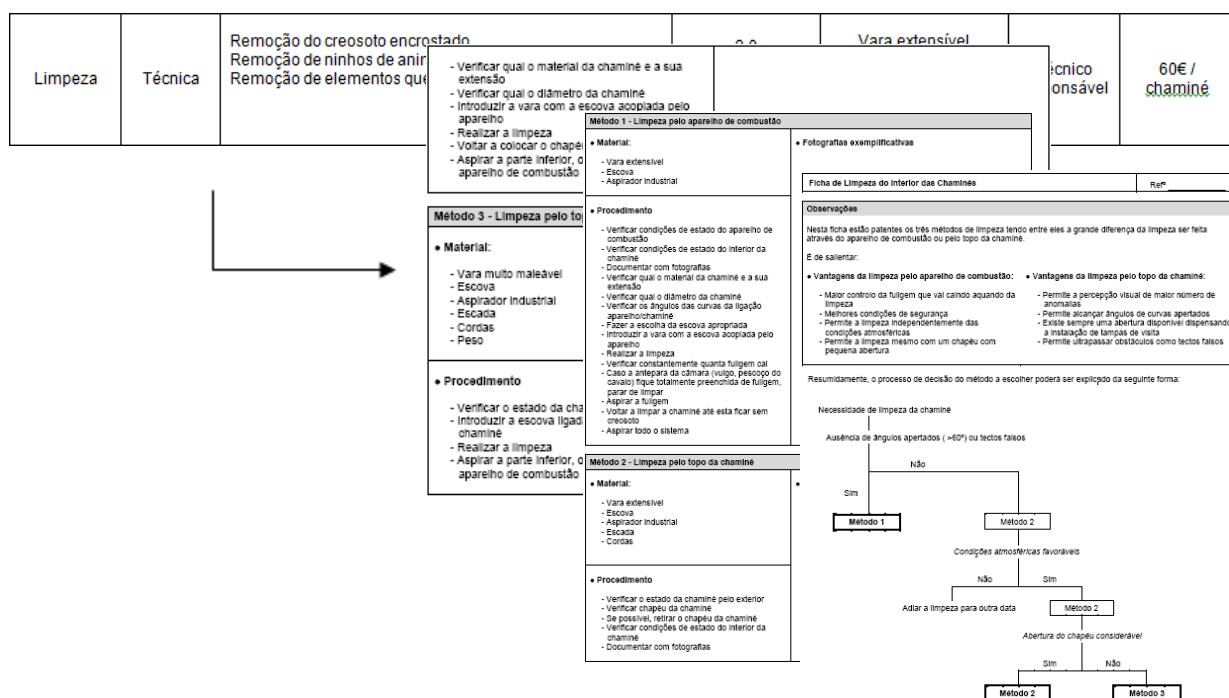 Limpeza
Técnica
Remoção do creosoto encrostado
Remoção de ninhos de
Remoção de elementos
Vara extensível
60€ /
chaminé
- Verificar qual o material da chaminé e a sua
extensão
- Verificar qual o diâmetro da chaminé
- Introduzir a vara com a escova acoplada pelo
aparelho
- Realizar a limpeza
- Voltar a colocar o
- Aspirar a parte inferior,
aparelho de combustão
Método 3 - Limpeza pelo
● Material:
- Vara muito maleável
- Escova
- Aspirador Industrial
- Escada
- Cordas
- Peso
● Procedimento
- Verificar o estado da
- Introduzir a escova
chaminé
- Realizar a limpeza
- Aspirar a parte inferior,
aparelho de combustão
Método 1 - Limpeza pelo aparelho de combustão
● Material:
- Vara extensível
- Escova
- Aspirador Industrial
● Fotografias exemplificativas
● Procedimento
- Verificar condições de estado do aparelho de
combustão
- Verificar condições de estado do interior da
chaminé
- Documentar com fotografias
- Verificar qual o material da chaminé e a sua
extensão
- Verificar qual o diâmetro da chaminé
- Verificar os ângulos das curvas da ligação
aparelho/chaminé
- Fazer a escolha da escova apropriada
- Introduzir a vara com a escova acoplada pelo
aparelho
- Realizar a limpeza
- Verificar constantemente quanta fuligem cai
- Caso a antepara da câmara (vulgo, pescoço do
cavalo) fique totalmente preenchida de fuligem,
parar de limpar
- Aspirar a fuligem
- Voltar a limpar a chaminé até esta ficar sem
creosoto
- Aspirar todo o sistema
Método 2 - Limpeza pelo topo da chaminé
● Material:
- Vara extensível
- Escova
- Aspirador Industrial
- Escada
- Cordas
● Procedimento
- Verificar o estado da chaminé pelo exterior
- Verificar chapéu da chaminé
- Se possível, retirar o chapéu da chaminé
- Verificar condições de estado do interior da
chaminé
- Documentar com fotografias
Ficha de Limpeza do Interior das Chaminés
Refª
Observações
Nesta ficha estão patentes os três métodos de limpeza tendo entre eles a grande diferença da limpeza ser feita
através do aparelho de combustão ou pelo topo da chaminé.
É de salientar:
● Vantagens da limpeza pelo aparelho de combustão:
- Maior controlo da fuligem que vai caindo aquando da
limpeza
- Melhores condições de segurança
- Permite a limpeza independentemente das
condições atmosféricas
- Permite a limpeza mesmo com um chapéu com
pequena abertura
● Vantagens da limpeza pelo topo da chaminé:
- Permite a percepção visual de maior número de
anomalias
- Permite alcançar ângulos de curvas apertados
- Existe sempre uma abertura disponível dispensando
a instalação de tampas de visita
- Permite ultrapassar obstáculos como tectos falsos
Resumidamente, o processo de decisão do método a escolher poderá ser explicado da seguinte forma:
Necessidade de limpeza da chaminé
Ausência de ângulos apertados ( >60º) ou tectos falsos
Não
Sim
Método 1
Método 2
Condições atmosféricas favoráveis
Não
Sim
Adiar a limpeza para outra data
Método 2
Abertura do chapéu considerável
Sim
Não
Método 2
Método 3